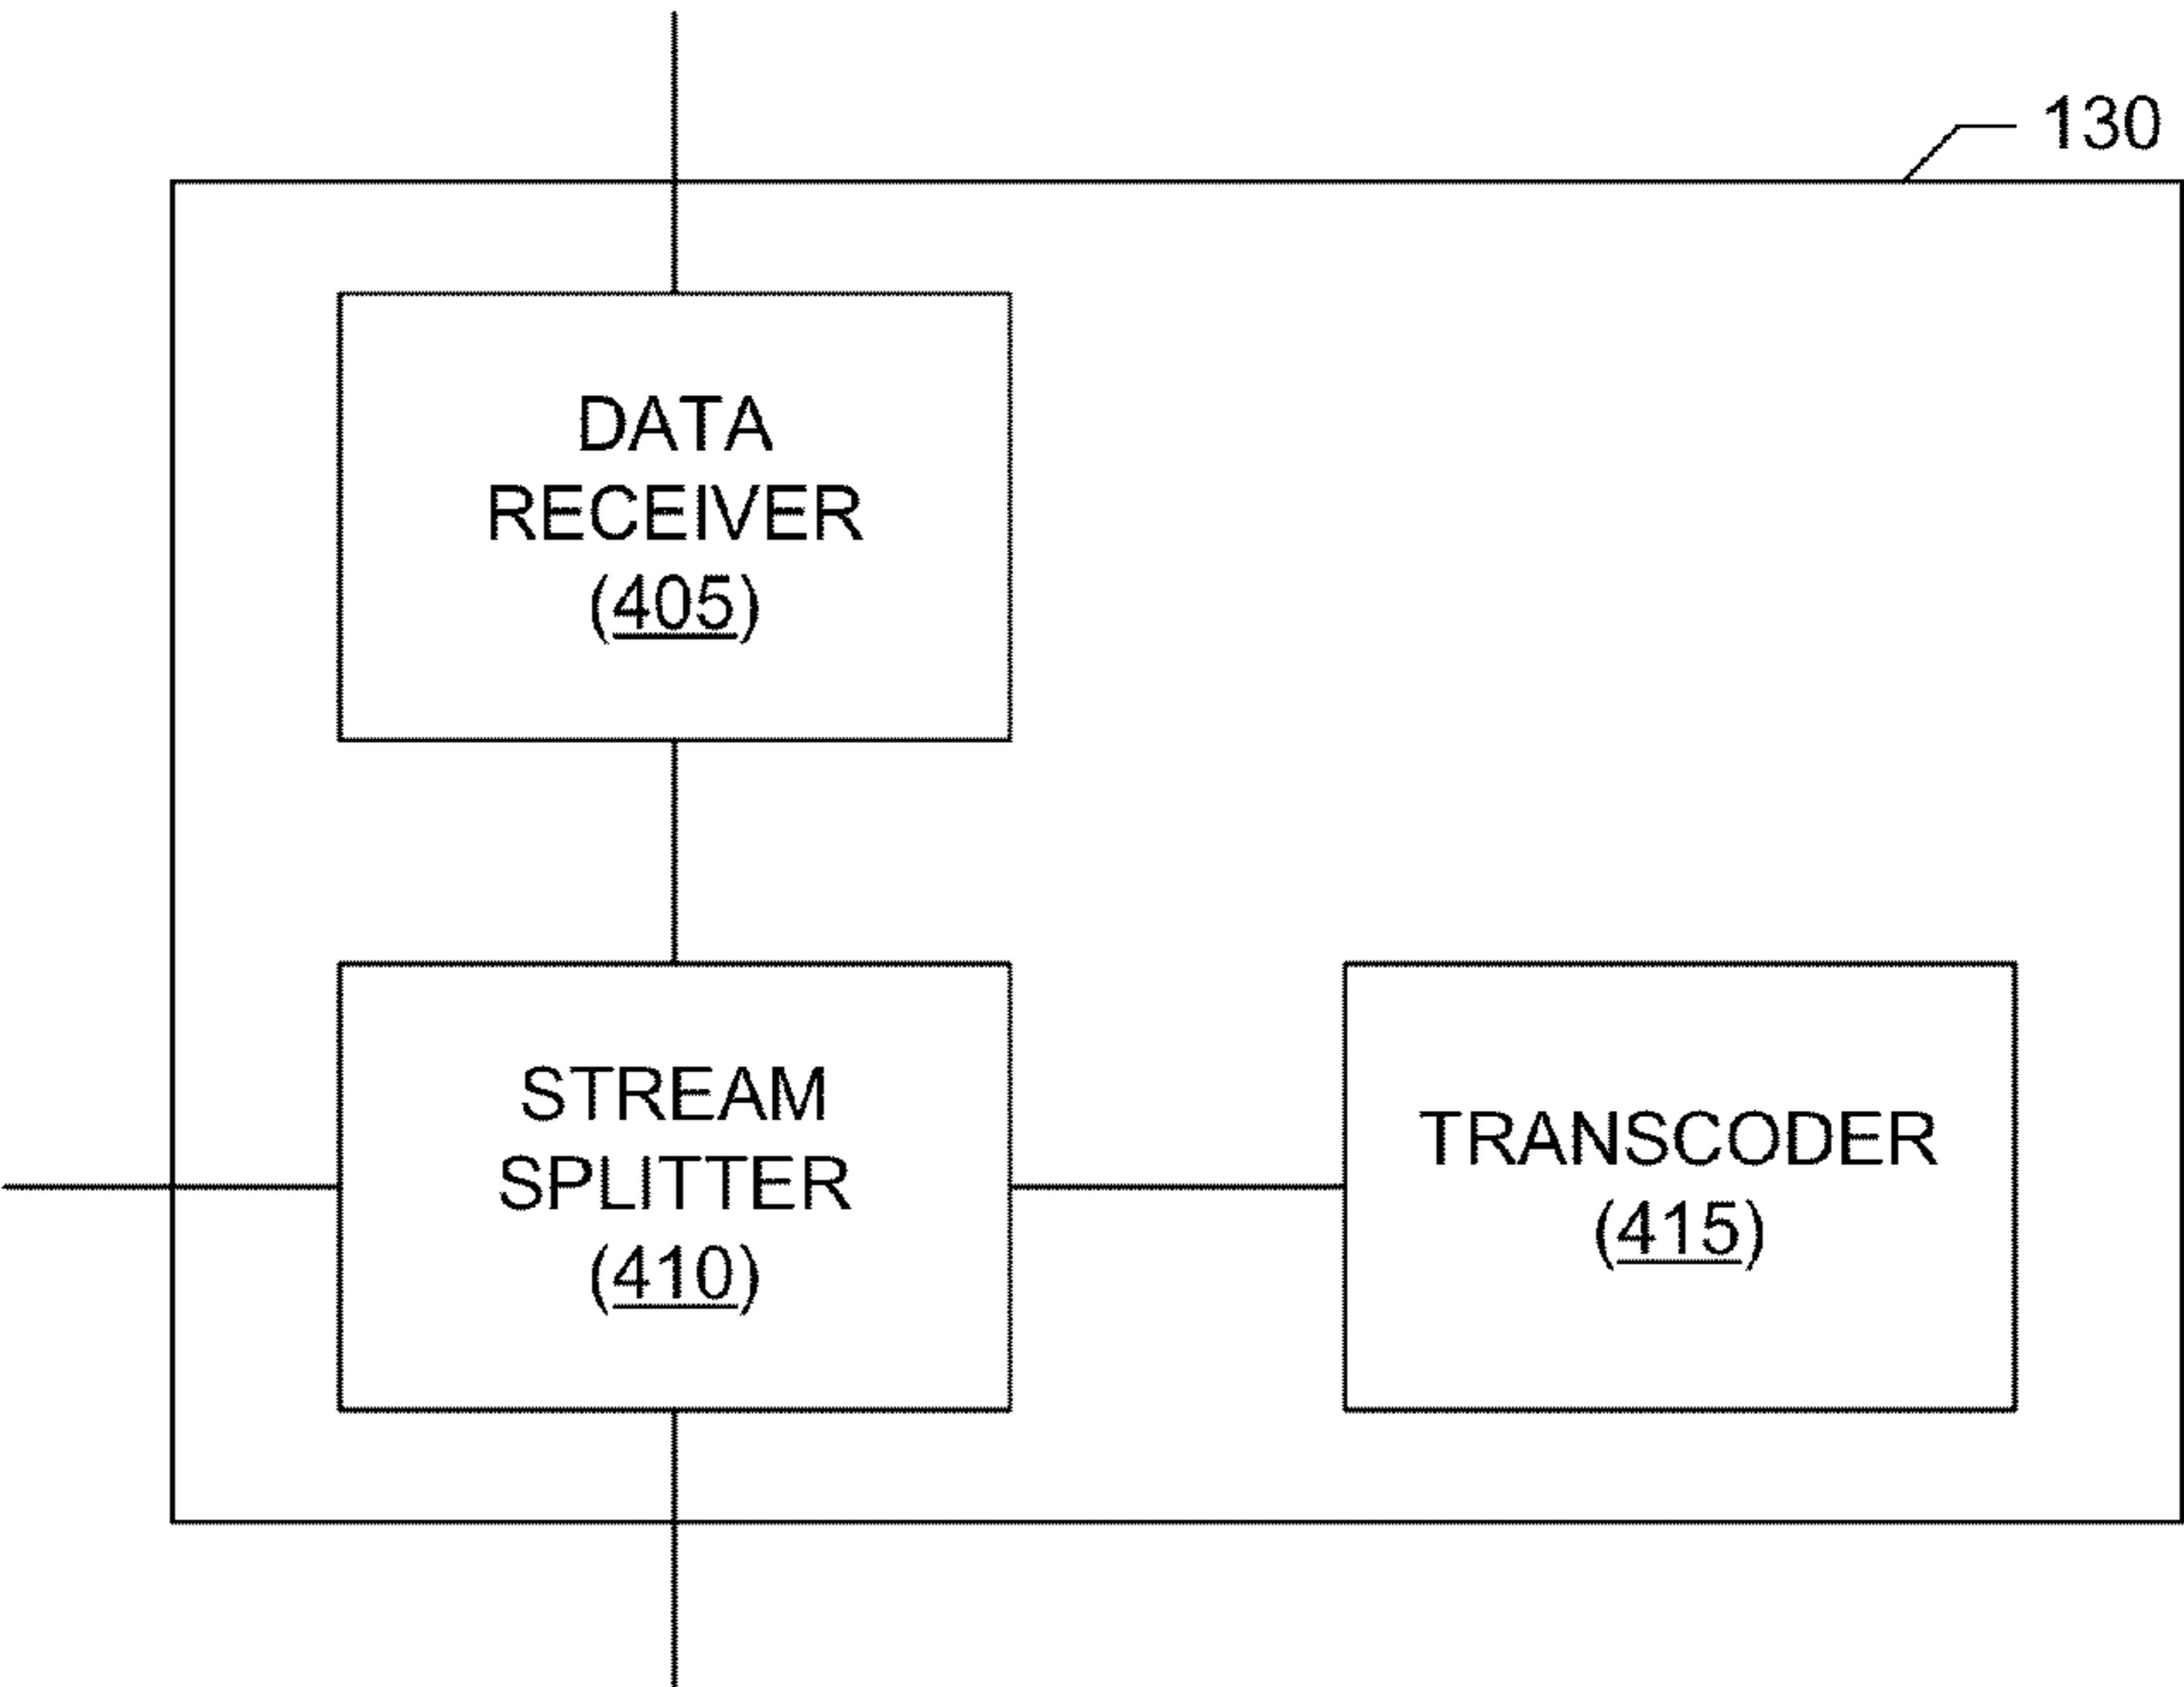 130
DATA
RECEIVER
(405)
STREAM
SPLITTER
(410)
TRANSCODER
(415)